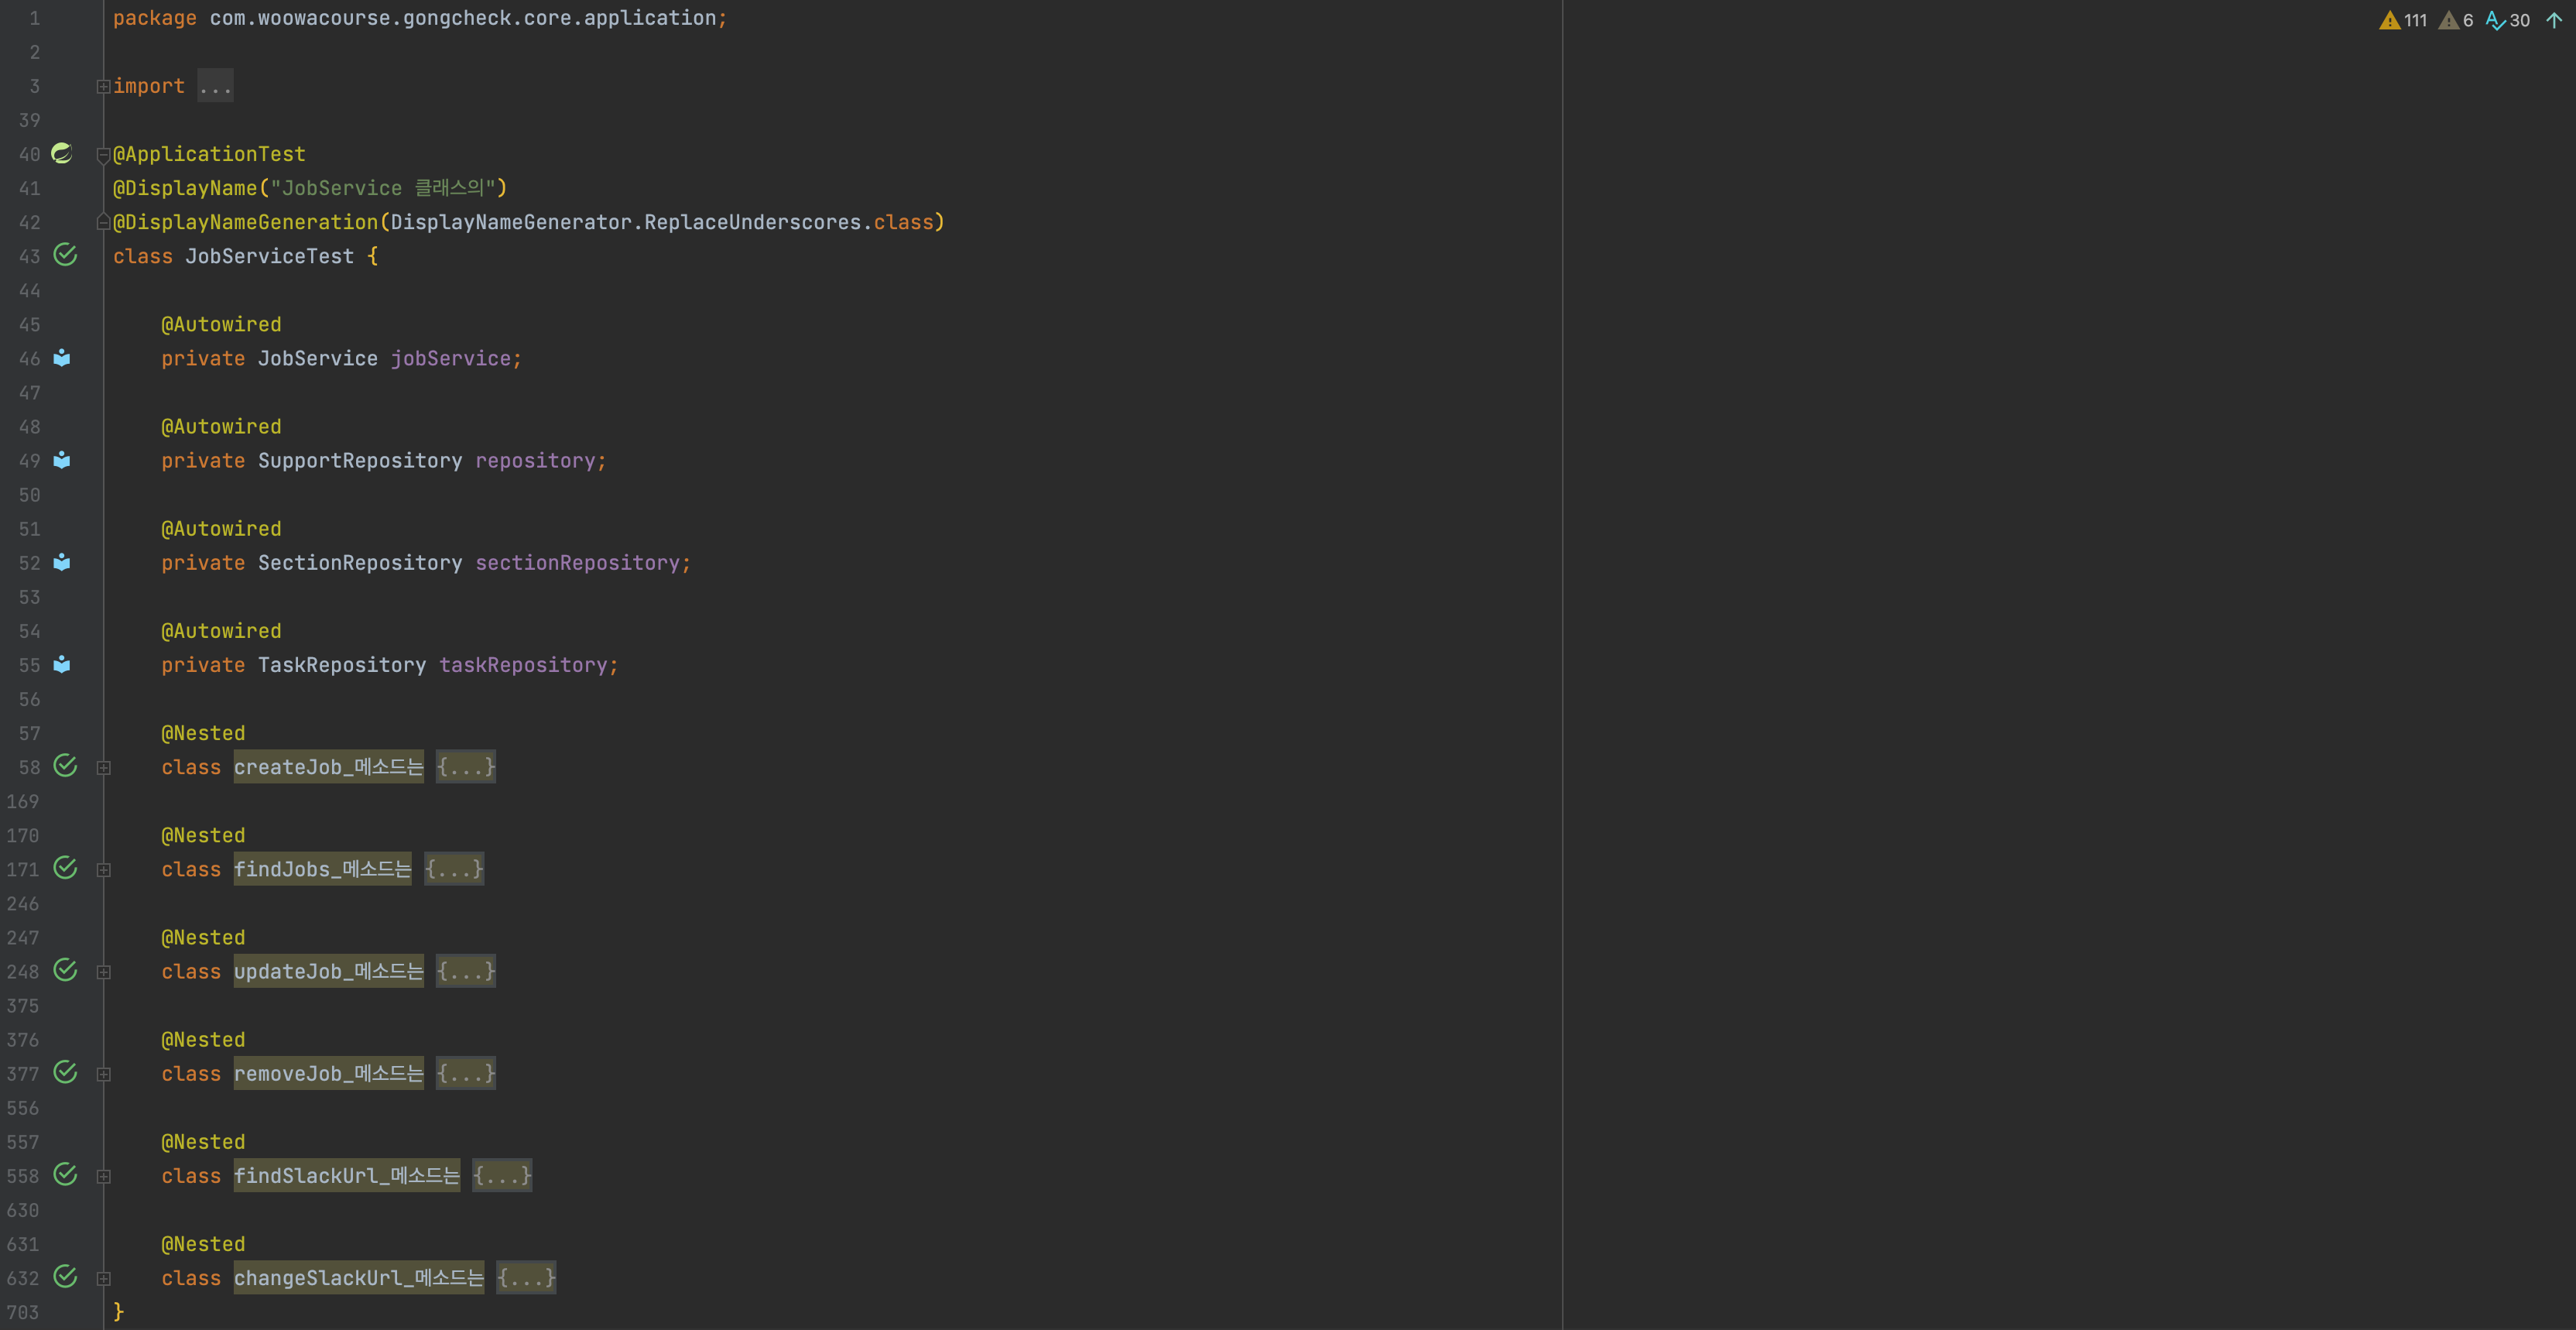 111 6 30
1 package com.woowacourse.gongcheck.core.application;
2
3 import ...
39
40 @ApplicationTest
41 @DisplayName("JobService 클래스의")
42 @DisplayNameGeneration(DisplayNameGenerator.ReplaceUnderscores.class)
43 class JobServiceTest {
44
45 @Autowired
46 private JobService jobService;
47
48 @Autowired
49 private SupportRepository repository;
50
51 @Autowired
52 private SectionRepository sectionRepository;
53
54 @Autowired
55 private TaskRepository taskRepository;
56
57 @Nested
58 class createJob_메소드는 {...}
169
170 @Nested
171 class findJobs_메소드는 {...}
246
247 @Nested
248 class updateJob_메소드는 {...}
375
376 @Nested
377 class removeJob_메소드는 {...}
556
557 @Nested
558 class findSlackUrl_메소드는 {...}
630
631 @Nested
632 class changeSlackUrl_메소드는 {...}
703 }